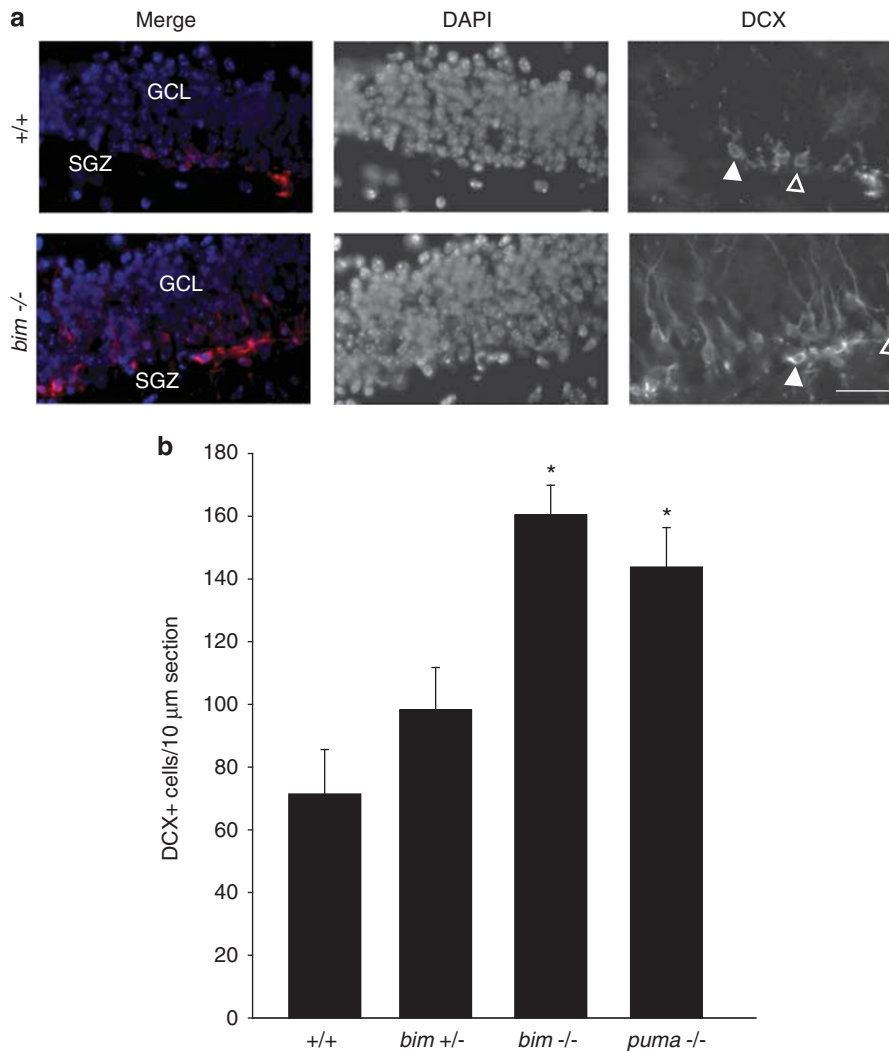 a
Merge DAPI DCX
+/+
GCL
SGZ
bim -/-
GCL
SGZ
b
DCX+ cells/10 μm section
180
160
140
120
100
80
60
40
20
0
* *
+/+ bim +/- bim -/- puma -/-